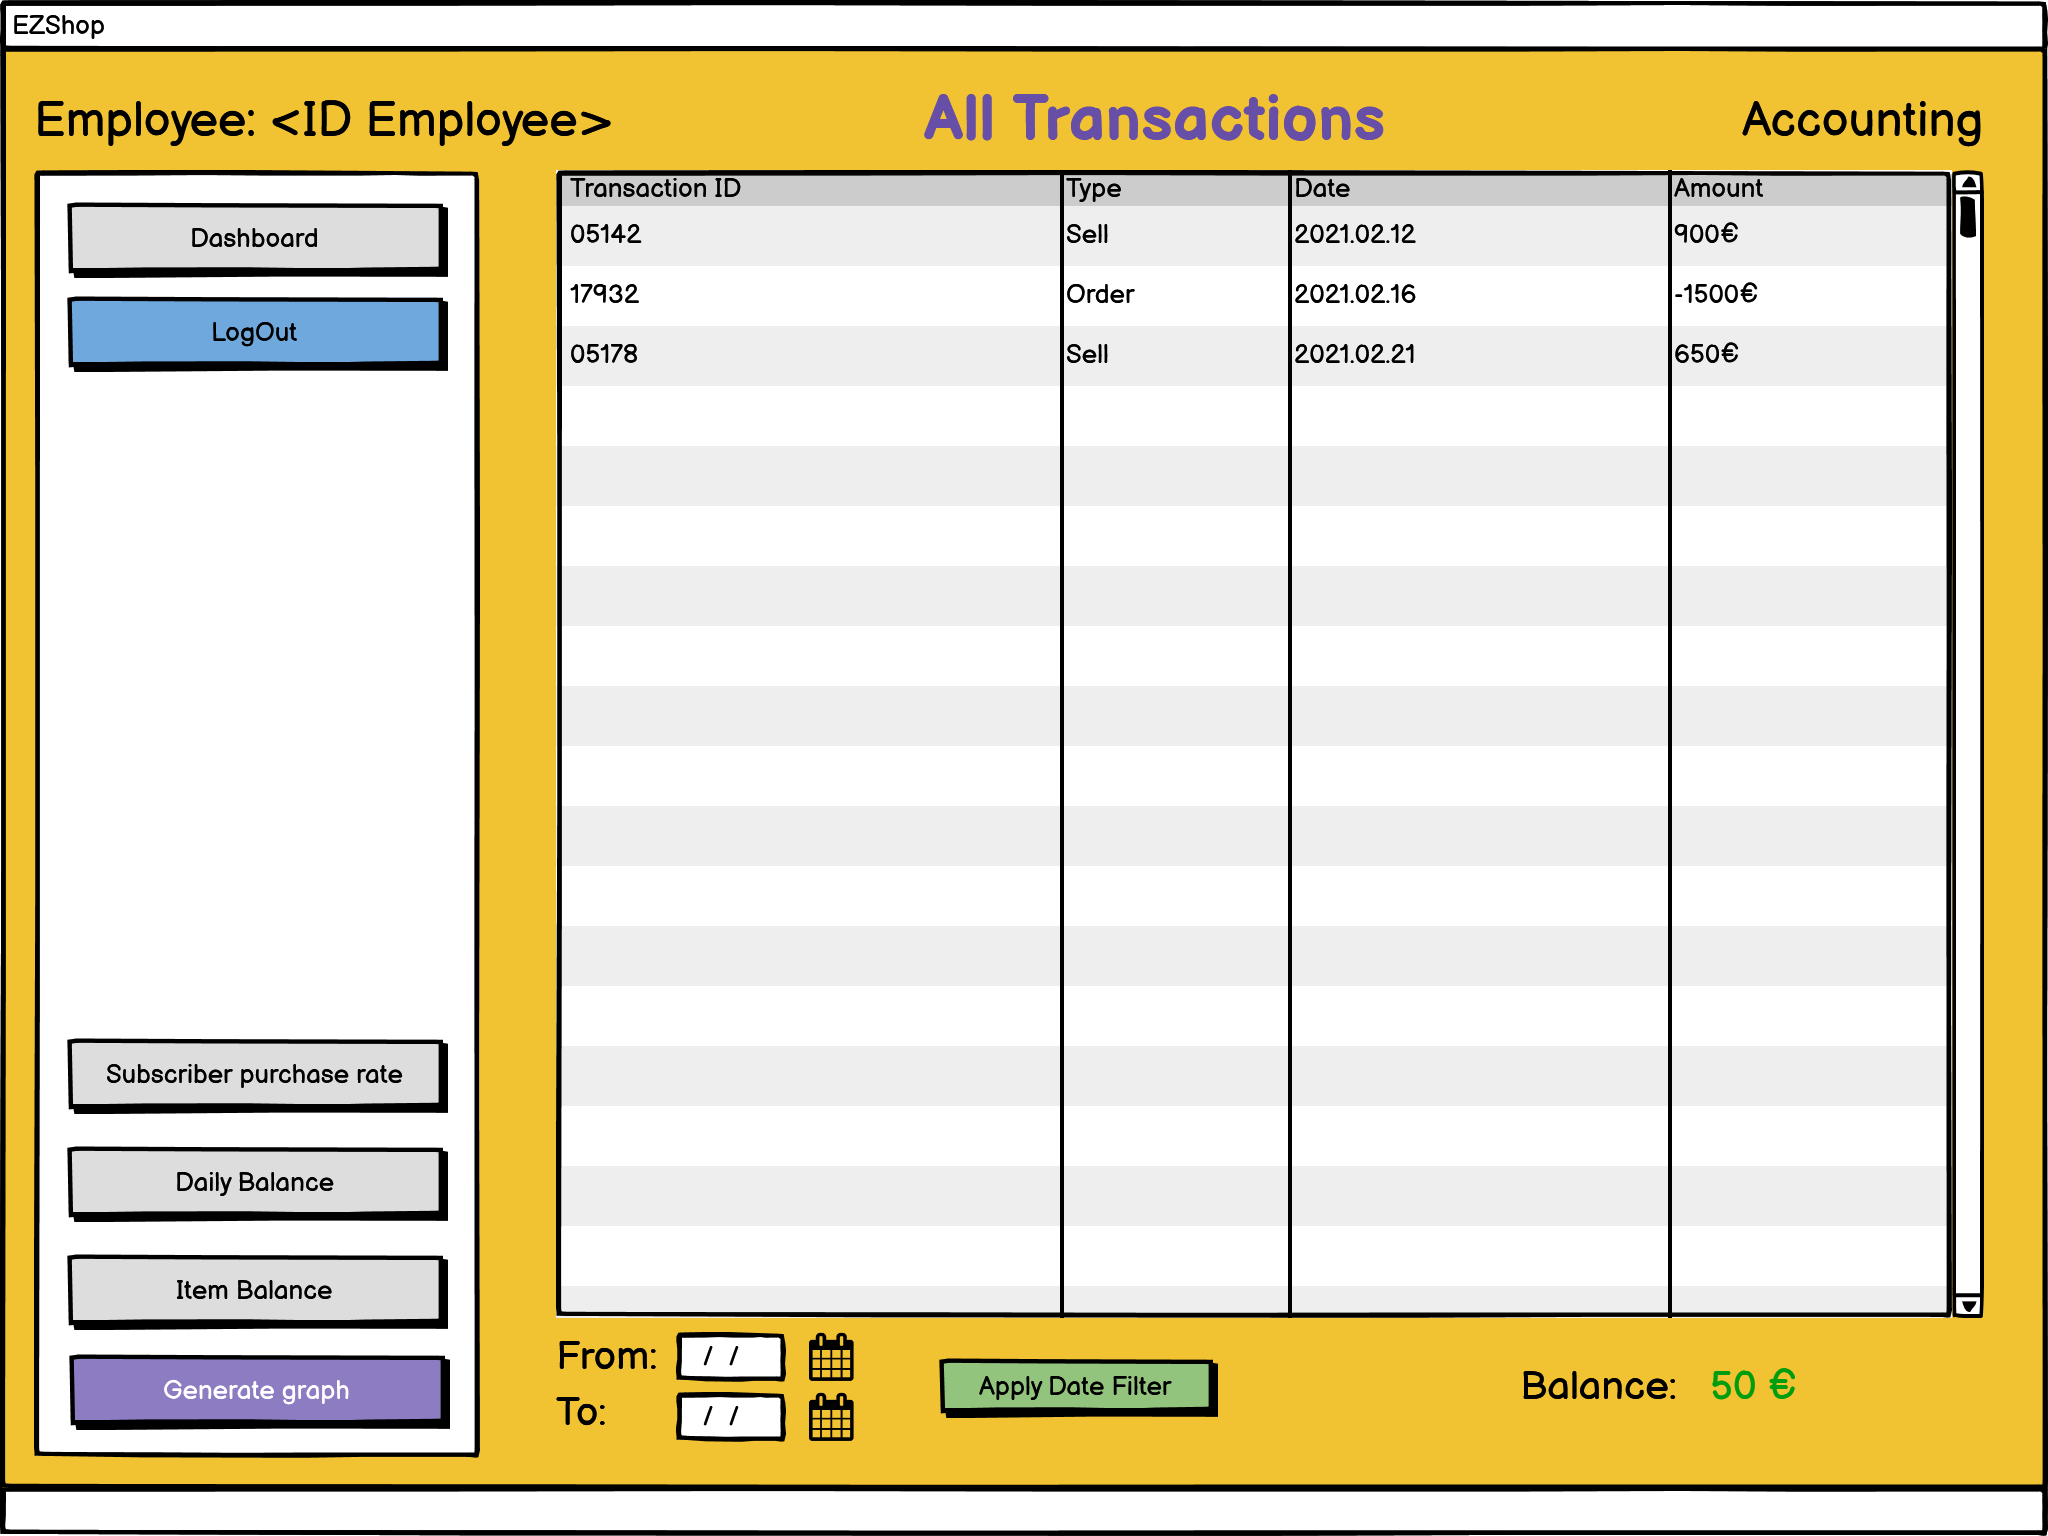 EZShop
Employee: <ID Employee>
All Transactions
Accounting
Dashboard
LogOut
Subscriber purchase rate
Daily Balance
Item Balance
Generate graph
Transaction ID Type Date Amount
05142 Sell 2021.02.12 900€
17932 Order 2021.02.16 -1500€
05178 Sell 2021.02.21 650€
From: / /
To: / /
Apply Date Filter
Balance: 50 €